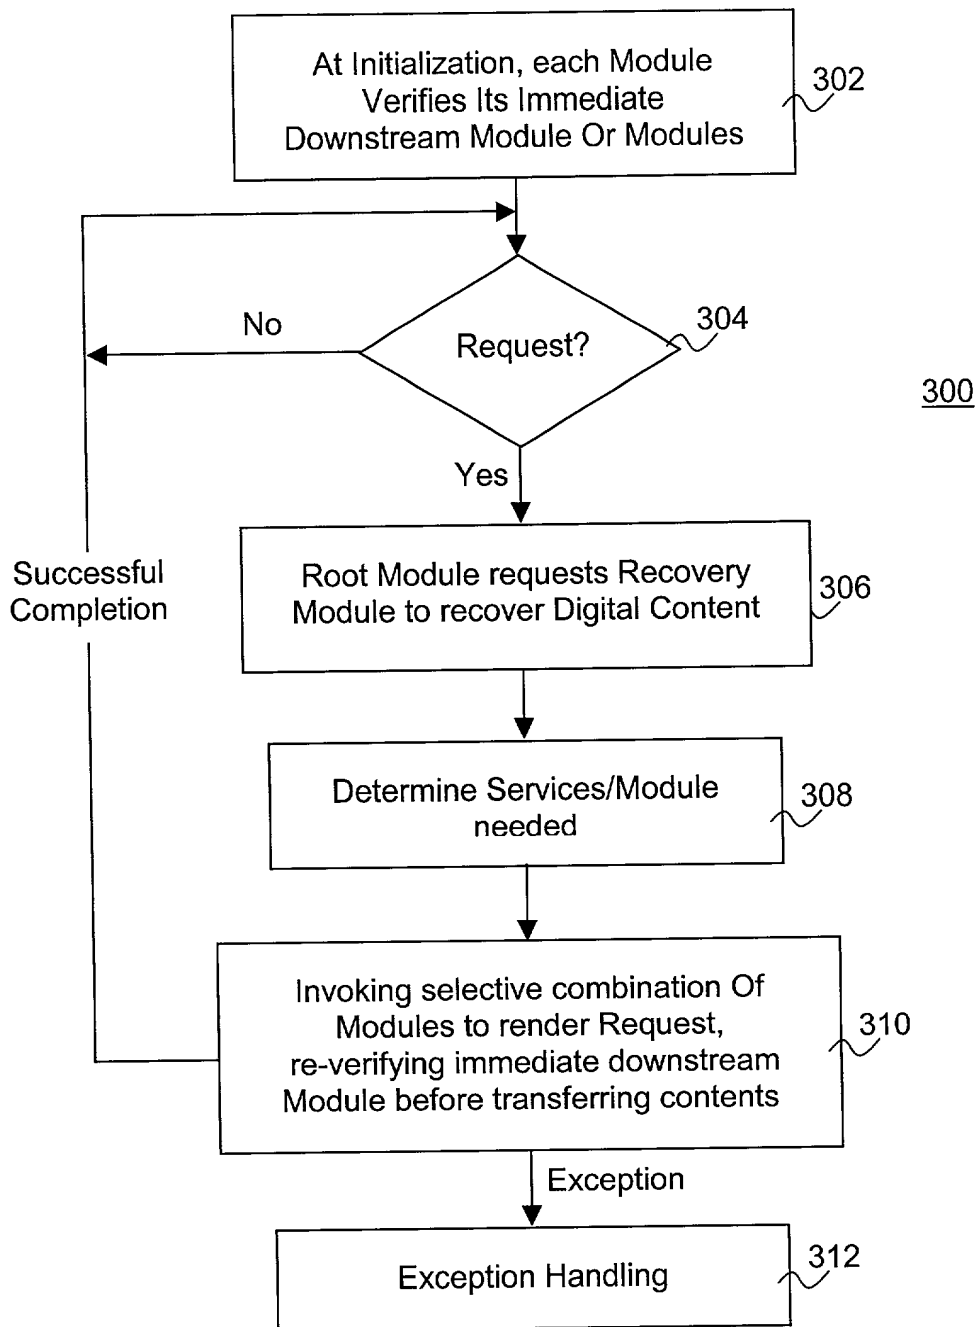 At Initialization, each Module
Verifies Its Immediate
Downstream Module Or Modules
302
No
Request?
304
300
Yes
Successful
Completion
Root Module requests Recovery
Module to recover Digital Content
306
Determine Services/Module
needed
308
Invoking selective combination Of
Modules to render Request,
re-verifying immediate downstream
Module before transferring contents
310
Exception
Exception Handling
312